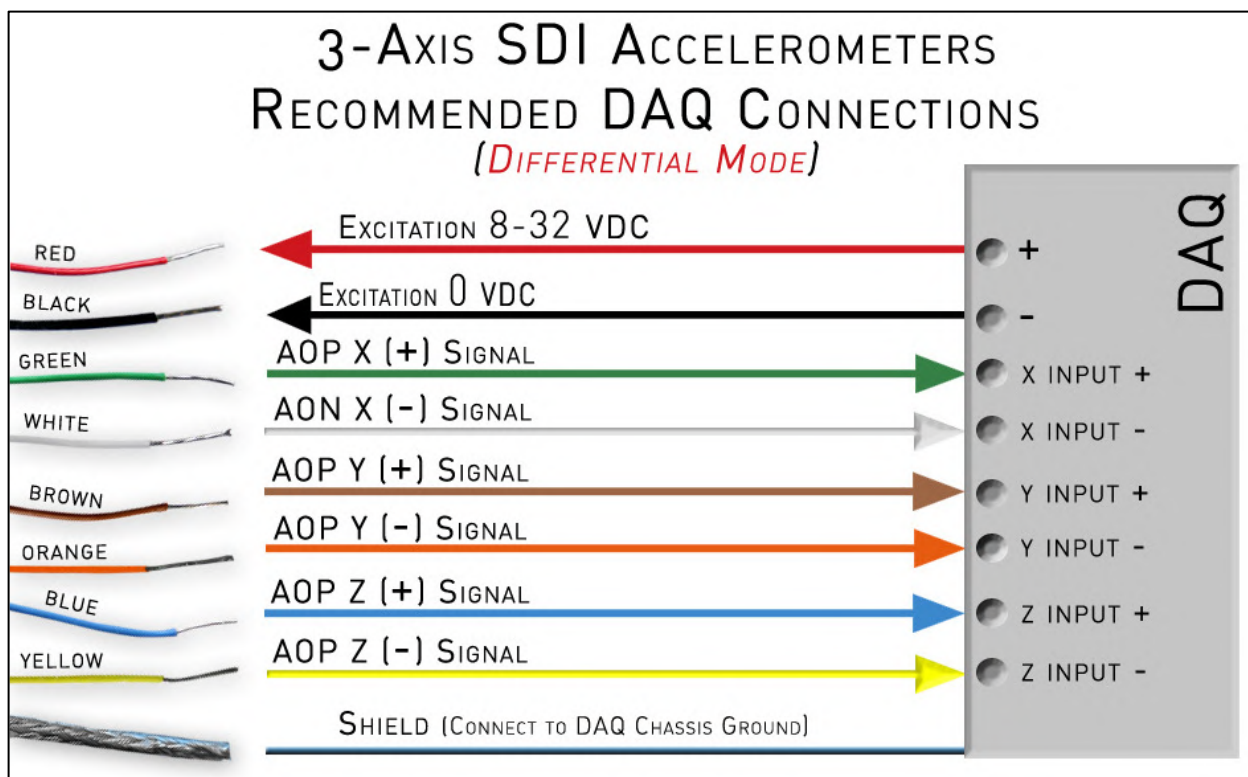 3-Axis SDI Accelerometers
Recommended DAQ Connections
(Differential Mode)
DAQ
RED
Excitation 8-32 VDC
+
BLACK
Excitation 0 VDC
-
GREEN
AOP X (+) Signal
X INPUT +
WHITE
AON X (-) Signal
X INPUT -
BROWN
AOP Y (+) Signal
Y INPUT +
ORANGE
AOP Y (-) Signal
Y INPUT -
BLUE
AOP Z (+) Signal
Z INPUT +
YELLOW
AOP Z (-) Signal
Z INPUT -
Shield (Connect to DAQ Chassis Ground)